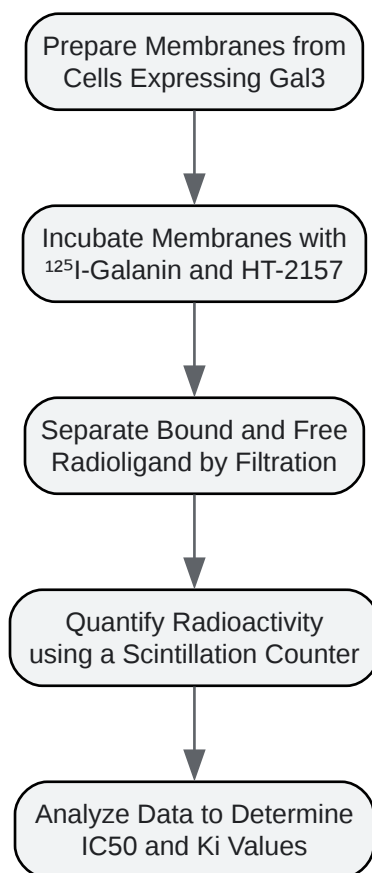 Prepare Membranes from
Cells Expressing Gal3
Incubate Membranes with
¹²⁵I-Galanin and HT-2157
Separate Bound and Free
Radioligand by Filtration
Quantify Radioactivity
using a Scintillation Counter
Analyze Data to Determine
IC50 and Ki Values